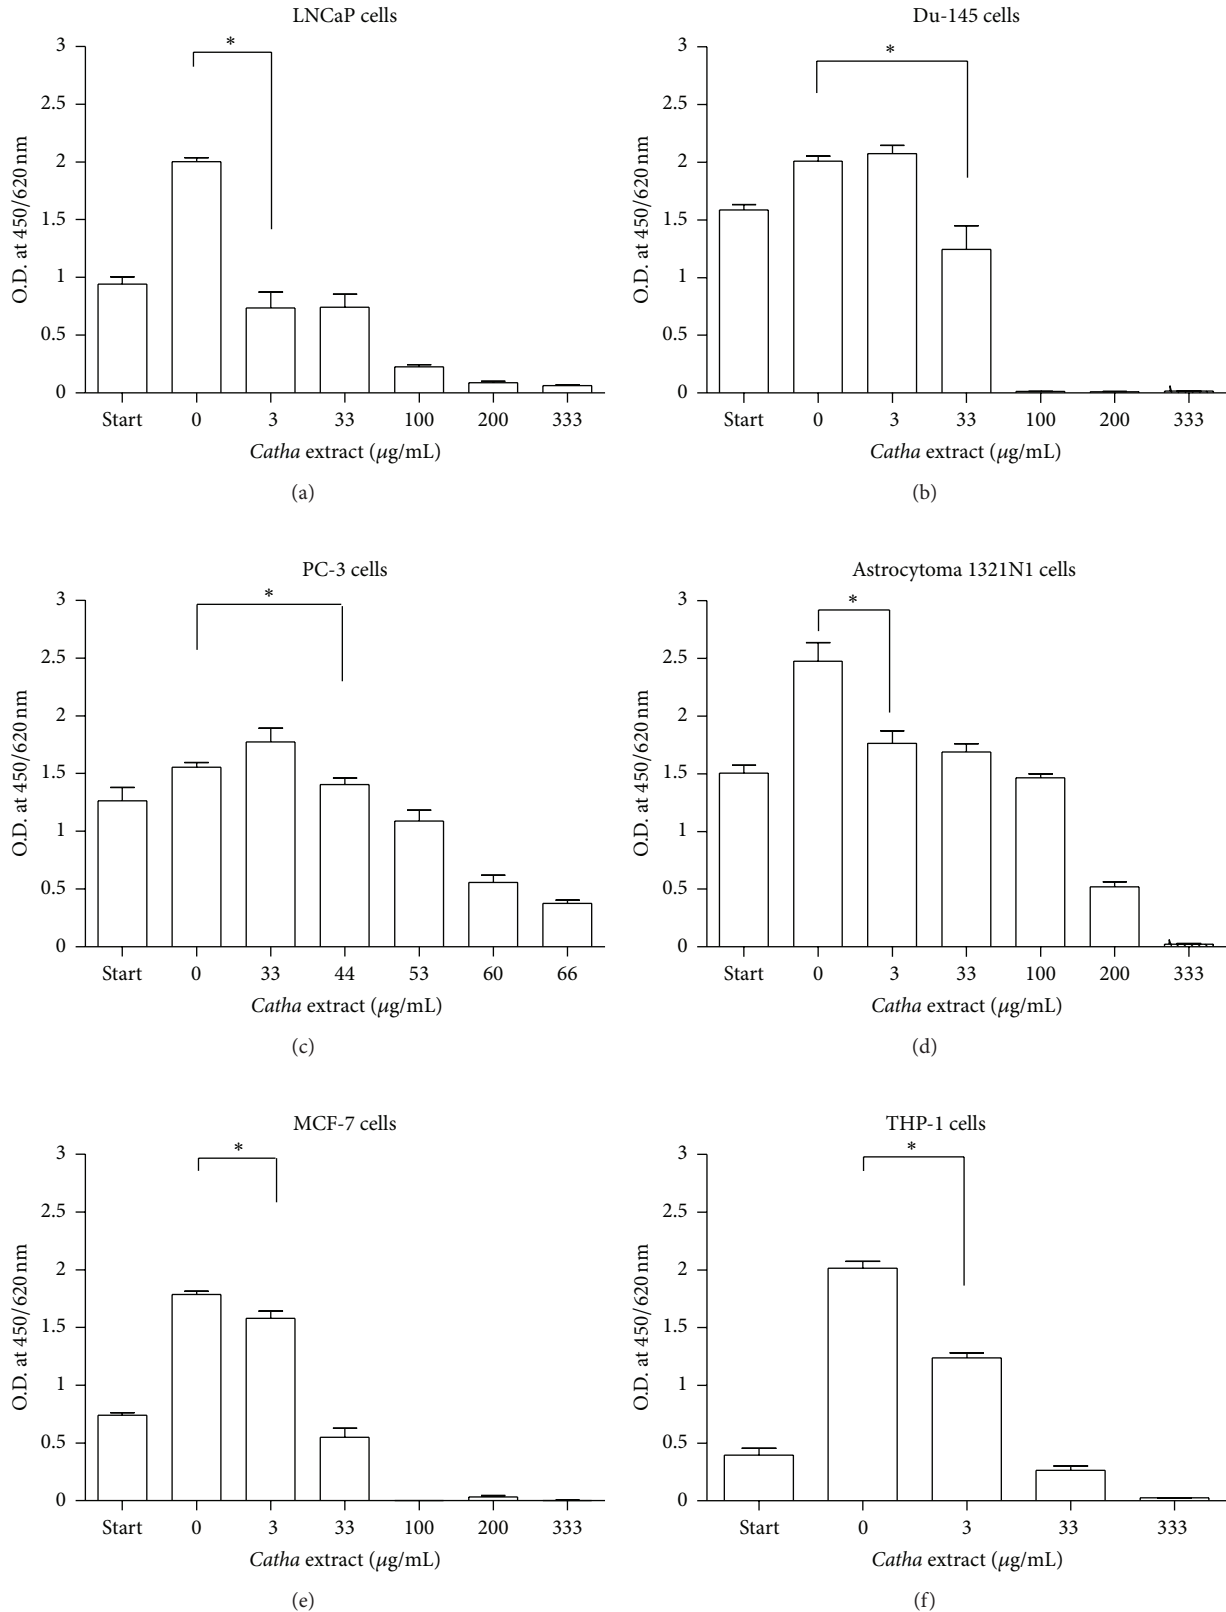 LNCaP cells
*
3
2.5
2
1.5
1
0.5
0
O.D. at 450/620 nm
Start 0 3 33 100 200 333
Catha extract (μg/mL)
(a)
Du-145 cells
*
3
2.5
2
1.5
1
0.5
0
O.D. at 450/620 nm
Start 0 3 33 100 200 333
Catha extract (μg/mL)
(b)
PC-3 cells
*
3
2.5
2
1.5
1
0.5
0
O.D. at 450/620 nm
Start 0 33 44 53 60 66
Catha extract (μg/mL)
(c)
Astrocytoma 1321N1 cells
*
3
2.5
2
1.5
1
0.5
0
O.D. at 450/620 nm
Start 0 3 33 100 200 333
Catha extract (μg/mL)
(d)
MCF-7 cells
*
3
2.5
2
1.5
1
0.5
0
O.D. at 450/620 nm
Start 0 3 33 100 200 333
Catha extract (μg/mL)
(e)
THP-1 cells
*
3
2.5
2
1.5
1
0.5
0
O.D. at 450/620 nm
Start 0 3 33 333
Catha extract (μg/mL)
(f)